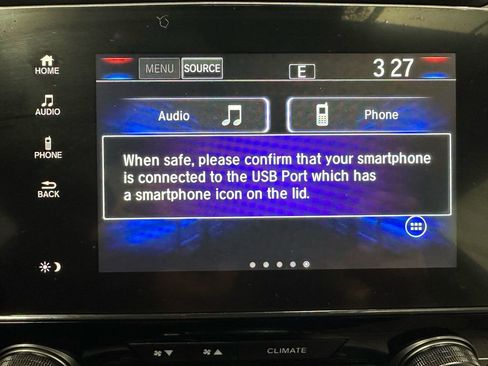 HOME
AUDIO
PHONE
BACK
MENU SOURCE E 3 27
Audio Phone
When safe, please confirm that your smartphone
is connected to the USB Port which has
a smartphone icon on the lid.
CLIMATE